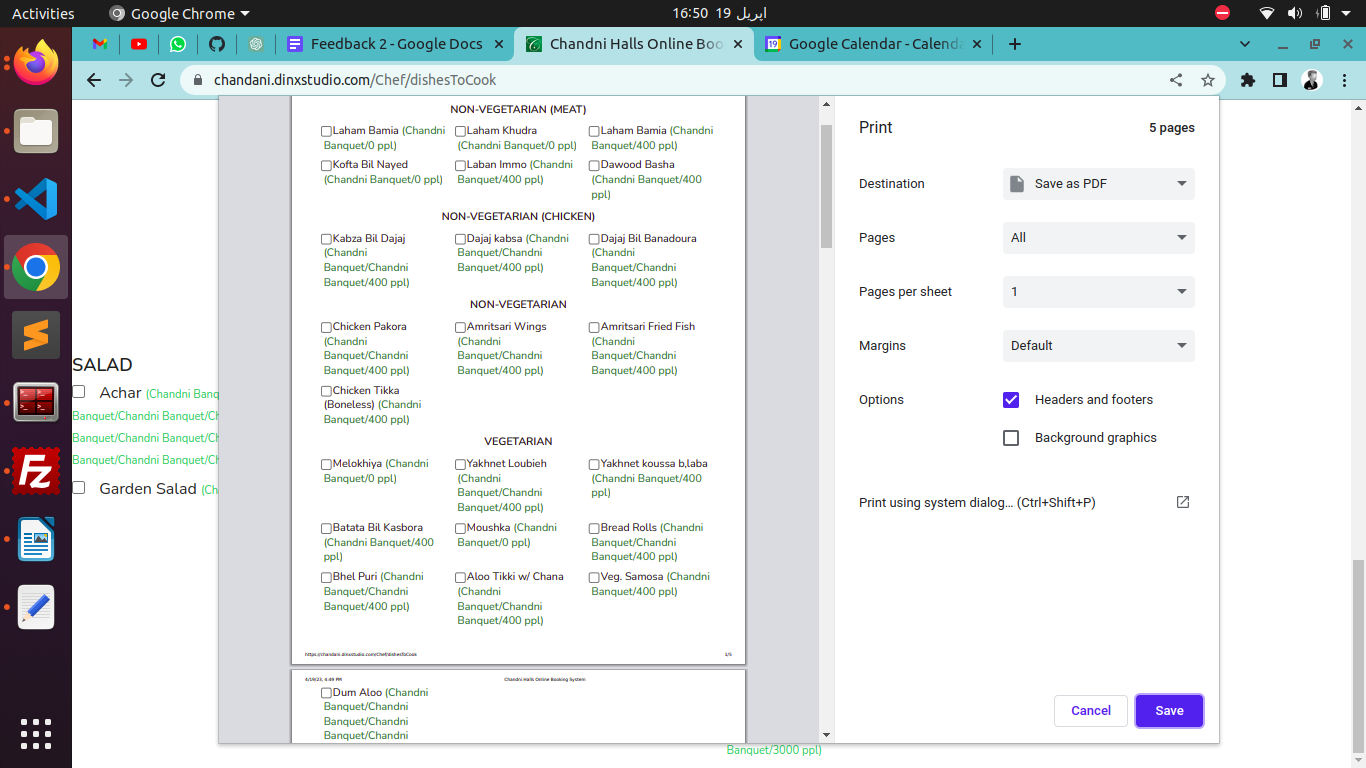 Activities
Google Chrome
16:50 19 اپریل
Feedback 2 - Google Docs
Chandni Halls Online Boo
Google Calendar - Calenda
chandani.dinxstudio.com/Chef/dishesToCook
SALAD
Achar (Chandni Banq
Banquet/Chandni Banquet/Ch
Banquet/Chandni Banquet/Ch
Banquet/Chandni Banquet/Ch
Garden Salad (Ch
NON-VEGETARIAN (MEAT)
Laham Bamia (Chandni
Banquet/0 ppl)
Laham Khudra
(Chandni Banquet/0 ppl)
Laham Bamia (Chandni
Banquet/400 ppl)
Kofta Bil Nayed
(Chandni Banquet/0 ppl)
Laban Immo (Chandni
Banquet/400 ppl)
Dawood Basha
(Chandni Banquet/400
ppl)
NON-VEGETARIAN (CHICKEN)
Kabza Bil Dajaj
(Chandni
Banquet/Chandni
Banquet/400 ppl)
Dajaj kabsa (Chandni
Banquet/Chandni
Banquet/400 ppl)
Dajaj Bil Banadoura
(Chandni
Banquet/Chandni
Banquet/400 ppl)
NON-VEGETARIAN
Chicken Pakora
(Chandni
Banquet/Chandni
Banquet/400 ppl)
Amritsari Wings
(Chandni
Banquet/Chandni
Banquet/400 ppl)
Amritsari Fried Fish
(Chandni
Banquet/Chandni
Banquet/400 ppl)
Chicken Tikka
(Boneless) (Chandni
Banquet/400 ppl)
VEGETARIAN
Melokhiya (Chandni
Banquet/0 ppl)
Yakhnet Loubieh
(Chandni
Banquet/Chandni
Banquet/400 ppl)
Yakhnet koussa b,laba
(Chandni Banquet/400
ppl)
Batata Bil Kasbora
(Chandni Banquet/400
ppl)
Moushka (Chandni
Banquet/0 ppl)
Bread Rolls (Chandni
Banquet/Chandni
Banquet/400 ppl)
Bhel Puri (Chandni
Banquet/Chandni
Banquet/400 ppl)
Aloo Tikki w/ Chana
(Chandni
Banquet/Chandni
Banquet/400 ppl)
Veg. Samosa (Chandni
Banquet/400 ppl)
https://chandani.dinxstudio.com/Chef/dishesToCook
1/5
4/19/23, 4:49 PM
Chandni Halls Online Booking System
Dum Aloo (Chandni
Banquet/Chandni
Banquet/Chandni
Banquet/Chandni
Banquet/3000 ppl)
Print
5 pages
Destination
Save as PDF
Pages
All
Pages per sheet
1
Margins
Default
Options
Headers and footers
Background graphics
Print using system dialog... (Ctrl+Shift+P)
Cancel
Save